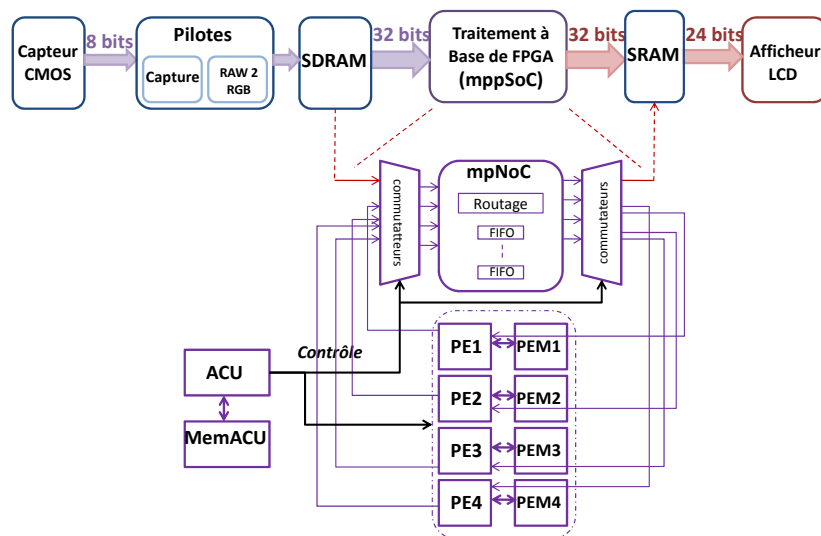 Capteur
CMOS
8 bits
Pilotes
Capture
RAW 2
RGB
SDRAM
32 bits
Traitement à
Base de FPGA
(mppSoC)
32 bits
SRAM
24 bits
Afficheur
LCD
commutatteurs
mpNoC
Routage
FIFO
FIFO
commutateurs
Contrôle
ACU
MemACU
PE1
PEM1
PE2
PEM2
PE3
PEM3
PE4
PEM4